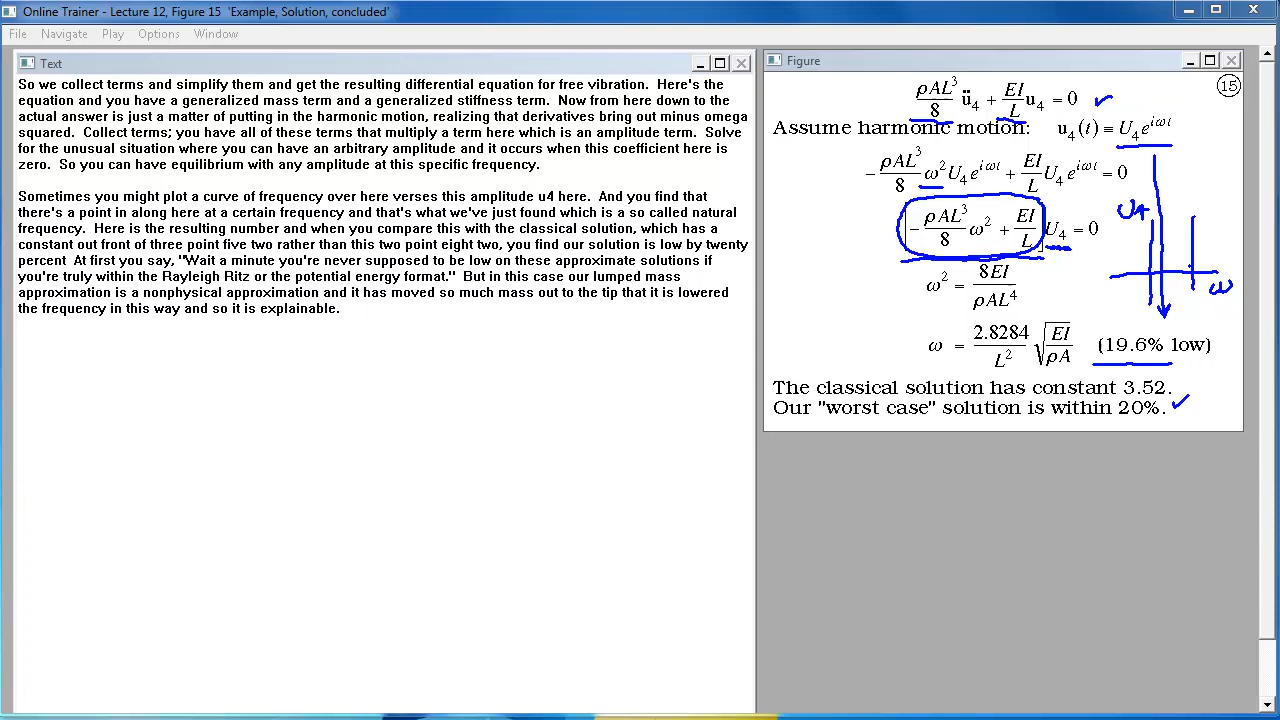 Online Trainer - Lecture 12, Figure 15 'Example, Solution, concluded'
File Navigate Play Options Window
Text
So we collect terms and simplify them and get the resulting differential equation for free vibration. Here's the
equation and you have a generalized mass term and a generalized stiffness term. Now from here down to the
actual answer is just a matter of putting in the harmonic motion, realizing that derivatives bring out minus omega
squared. Collect terms; you have all of these terms that multiply a term here which is an amplitude term. Solve
for the unusual situation where you can have an arbitrry amplitude and it occurs when this coefficient here is
zero. So you can have equilibrium with any amplitude at this specific frequency.
Sometimes you might plot a curve of frequency over here verses this amplitude u4 here. And you find that
there's a point in along here at a certain frequency and that's what we've just found which is a so called natural
frequency. Here is the resulting number and when you compare this with the classical solution, which has a
constant out front of three point five two rather than this two point eight two, you find our solution is low by twenty
percent At first you say, "Wait a minute you're never supposed to be low on these approximate solutions if
you're truly within the Rayleigh Ritz or the potential energy format." But in this case our lumped mass
approximation is a nonphysical approximation and it has moved so much mass out to the tip that it is lowered
the frequency in this way and so it is explainable.
Figure
15
ρAL³/8 ü₄ + EI/L u₄ = 0
Assume harmonic motion: u₄(t) = U₄e^{iωt}
-ρAL³/8 ω²U₄e^{iωt} + EI/L U₄e^{iωt} = 0
U4
[-ρAL³/8 ω² + EI/L]U₄ = 0
ω² = 8EI/ρAL⁴
ω
ω = 2.8284/L² √(EI/ρA) (19.6% low)
The classical solution has constant 3.52.
Our "worst case" solution is within 20%.